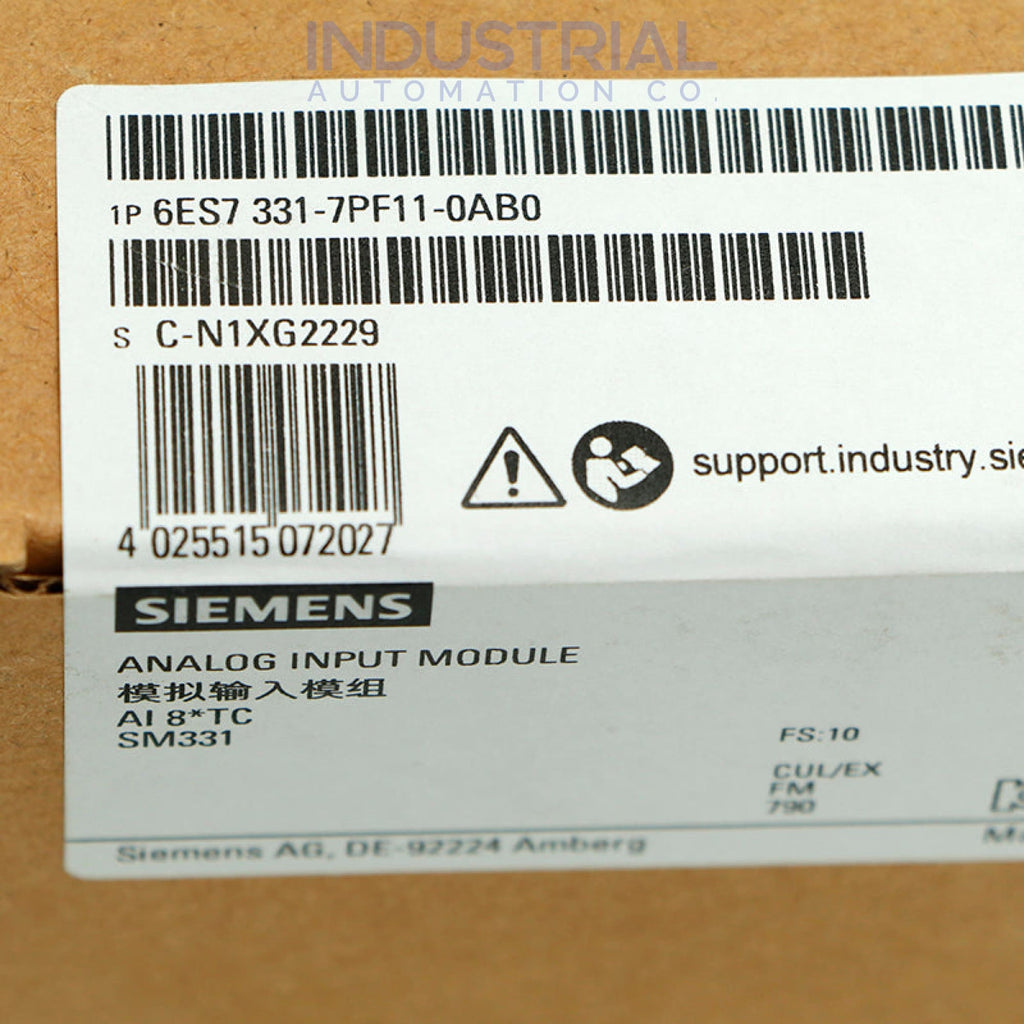 INDUSTRIAL
AUTOMATION CO.
1P 6ES7 331-7PF11-0AB0
S C-N1XG2229
4 025515 072027
support.industry.sie
SIEMENS
ANALOG INPUT MODULE
模拟输入模组
AI 8*TC
SM331
FS:10
CUL/EX
FM
790
Siemens AG, DE-92224 Amberg